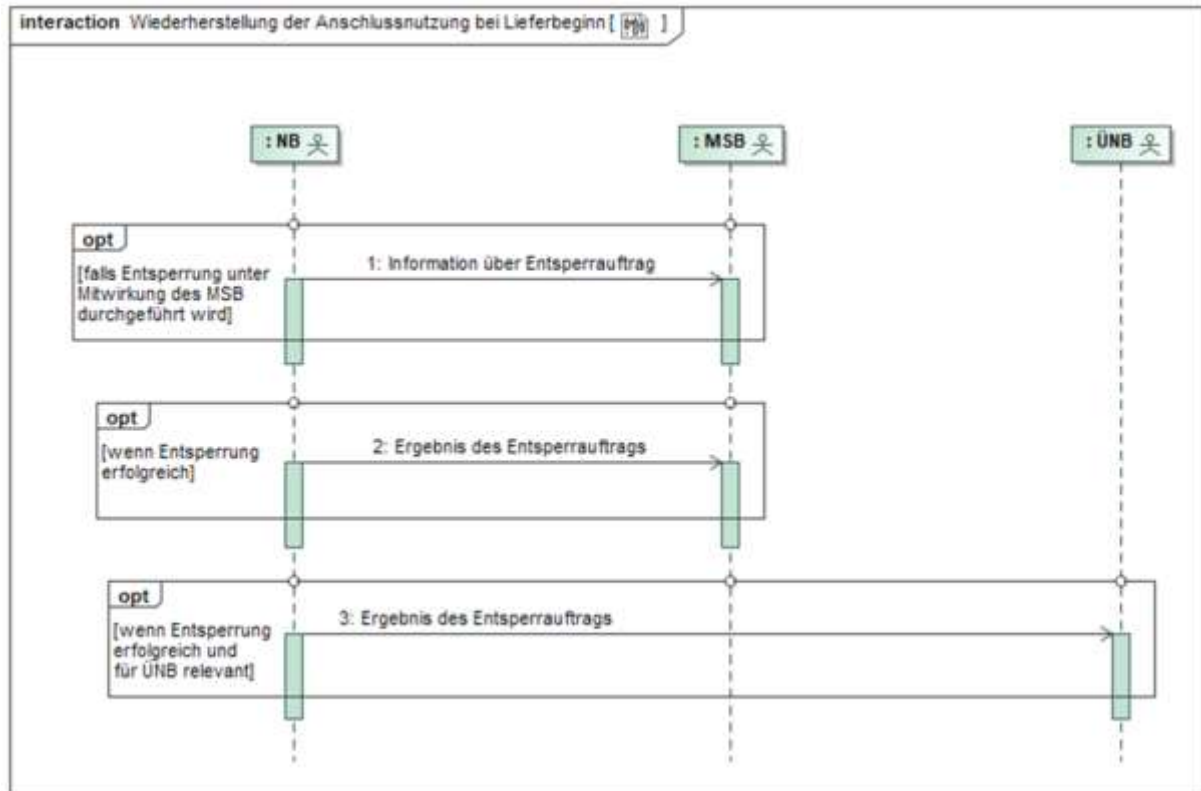 interaction Wiederherstellung der Anschlussnutzung bei Lieferbeginn [ ]
: NB
: MSB
: ÜNB
opt
[falls Entsperrung unter
Mitwirkung des MSB
durchgeführt wird]
1: Information über Entsperrauftrag
opt
[wenn Entsperrung
erfolgreich]
2: Ergebnis des Entsperrauftrags
opt
[wenn Entsperrung
erfolgreich und
für ÜNB relevant]
3: Ergebnis des Entsperrauftrags